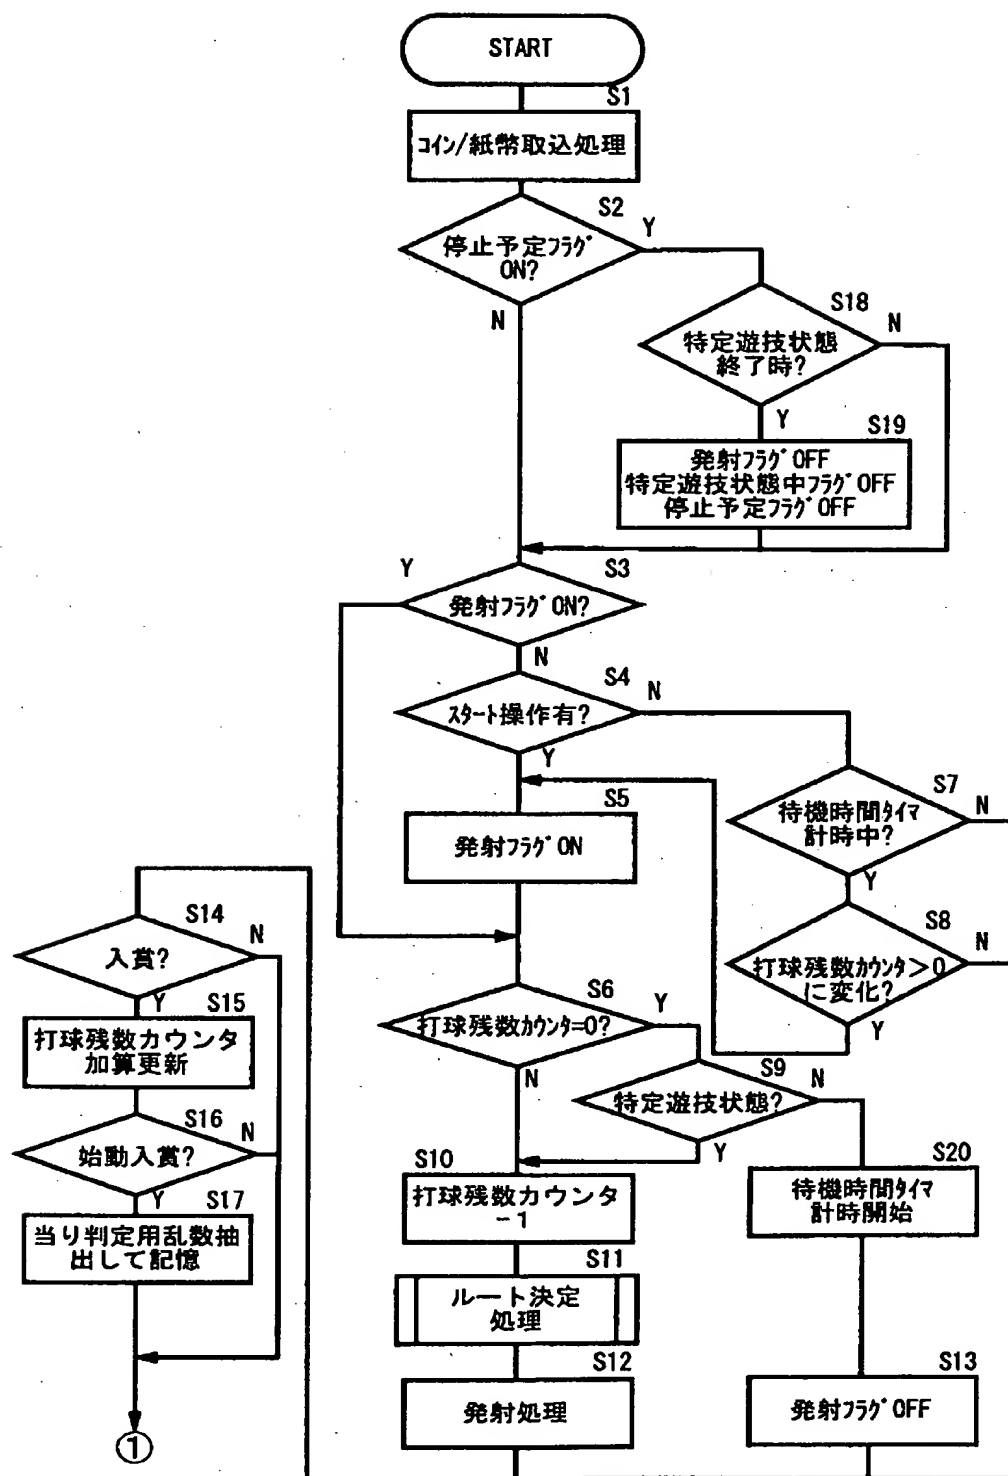 START
S1
コイン/紙幣取込処理
S2
停止予定フラグ
ON?
Y
N
S18
特定遊技状態
終了時?
N
Y
S19
発射フラグOFF
特定遊技状態中フラグOFF
停止予定フラグOFF
S3
発射フラグON?
Y
N
S4
スタート操作有?
N
Y
S5
発射フラグON
S7
待機時間タイマ
計時中?
N
Y
S8
打球残数カウンタ>0
に変化?
N
Y
S6
打球残数カウンタ=0?
Y
N
S9
特定遊技状態?
N
Y
S10
打球残数カウンタ
-1
S11
ルート決定
処理
S12
発射処理
S20
待機時間タイマ
計時開始
S13
発射フラグOFF
S14
入賞?
N
Y
S15
打球残数カウンタ
加算更新
S16
始動入賞?
N
Y
S17
当り判定用乱数抽
出して記憶
①